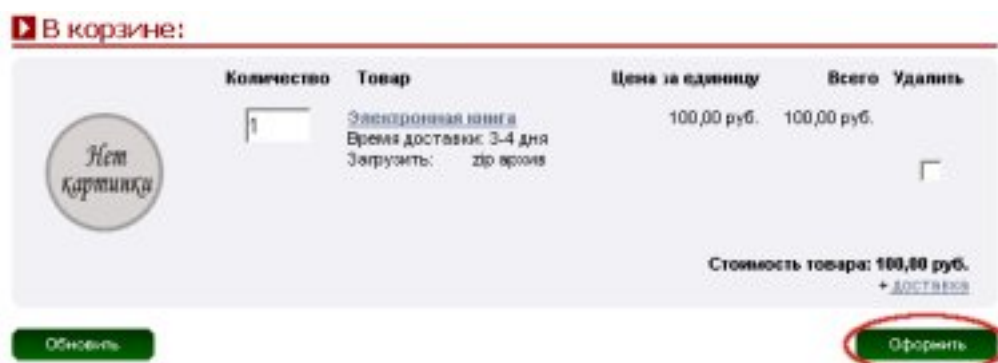 В корзине:
Количество Товар Цена за единицу Всего Удалить
1 Электронная книга 100,00 руб. 100,00 руб.
Время доставки: 3-4 дня
Загрузить: zip архив
Нет
картинки
Стоимость товара: 100,00 руб.
+ доставка
Обновить Оформить